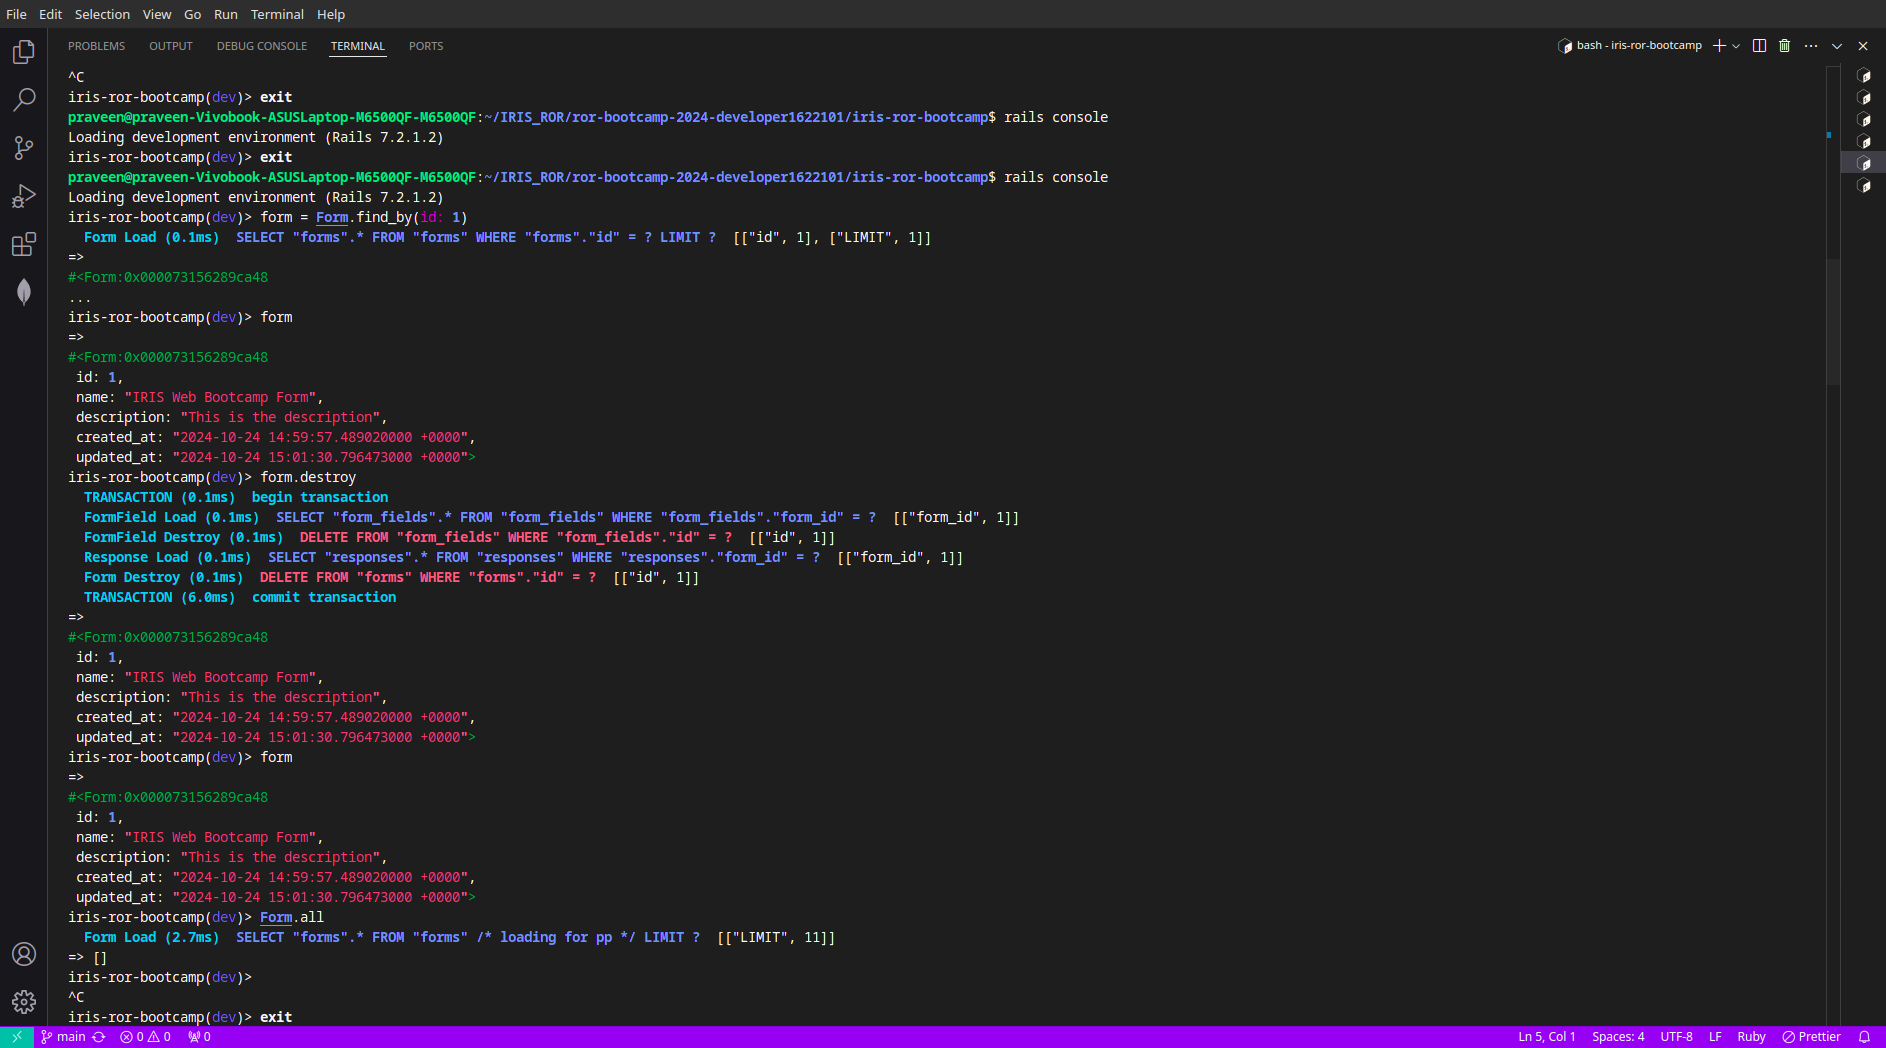 File Edit Selection View Go Run Terminal Help
PROBLEMS OUTPUT DEBUG CONSOLE TERMINAL PORTS bash - iris-ror-bootcamp
^C
iris-ror-bootcamp(dev)> exit
praveen@praveen-Vivobook-ASUSLaptop-M6500QF-M6500QF:~/IRIS_ROR/ror-bootcamp-2024-developer1622101/iris-ror-bootcamp$ rails console
Loading development environment (Rails 7.2.1.2)
iris-ror-bootcamp(dev)> exit
praveen@praveen-Vivobook-ASUSLaptop-M6500QF-M6500QF:~/IRIS_ROR/ror-bootcamp-2024-developer1622101/iris-ror-bootcamp$ rails console
Loading development environment (Rails 7.2.1.2)
iris-ror-bootcamp(dev)> form = Form.find_by(id: 1)
  Form Load (0.1ms)  SELECT "forms".* FROM "forms" WHERE "forms"."id" = ? LIMIT ?  [["id", 1], ["LIMIT", 1]]
=>
#<Form:0x000073156289ca48
...
iris-ror-bootcamp(dev)> form
=>
#<Form:0x000073156289ca48
 id: 1,
 name: "IRIS Web Bootcamp Form",
 description: "This is the description",
 created_at: "2024-10-24 14:59:57.489020000 +0000",
 updated_at: "2024-10-24 15:01:30.796473000 +0000">
iris-ror-bootcamp(dev)> form.destroy
  TRANSACTION (0.1ms)  begin transaction
  FormField Load (0.1ms)  SELECT "form_fields".* FROM "form_fields" WHERE "form_fields"."form_id" = ?  [["form_id", 1]]
  FormField Destroy (0.1ms)  DELETE FROM "form_fields" WHERE "form_fields"."id" = ?  [["id", 1]]
  Response Load (0.1ms)  SELECT "responses".* FROM "responses" WHERE "responses"."form_id" = ?  [["form_id", 1]]
  Form Destroy (0.1ms)  DELETE FROM "forms" WHERE "forms"."id" = ?  [["id", 1]]
  TRANSACTION (6.0ms)  commit transaction
=>
#<Form:0x000073156289ca48
 id: 1,
 name: "IRIS Web Bootcamp Form",
 description: "This is the description",
 created_at: "2024-10-24 14:59:57.489020000 +0000",
 updated_at: "2024-10-24 15:01:30.796473000 +0000">
iris-ror-bootcamp(dev)> form
=>
#<Form:0x000073156289ca48
 id: 1,
 name: "IRIS Web Bootcamp Form",
 description: "This is the description",
 created_at: "2024-10-24 14:59:57.489020000 +0000",
 updated_at: "2024-10-24 15:01:30.796473000 +0000">
iris-ror-bootcamp(dev)> Form.all
  Form Load (2.7ms)  SELECT "forms".* FROM "forms" /* loading for pp */ LIMIT ?  [["LIMIT", 11]]
=> []
iris-ror-bootcamp(dev)>
^C
iris-ror-bootcamp(dev)> exit
main 0 0 0 Ln 5, Col 1 Spaces: 4 UTF-8 LF Ruby Prettier